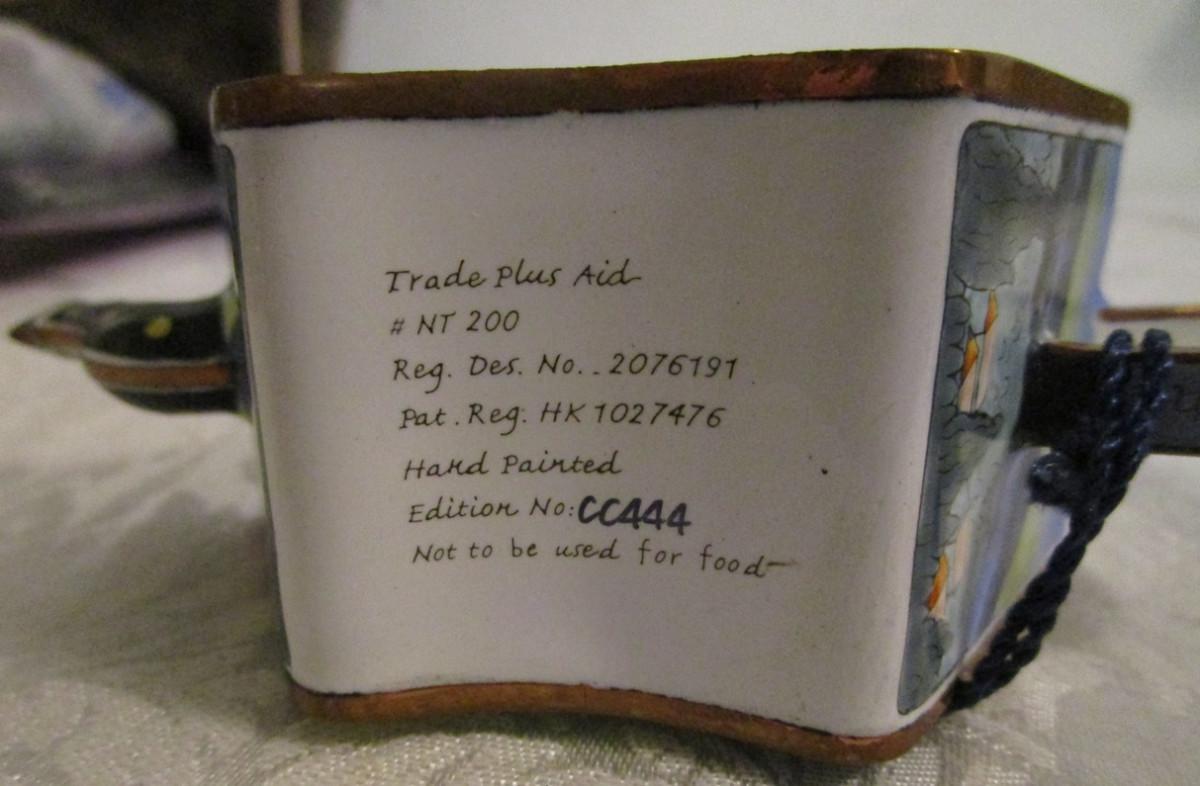 Trade Plus Aid
# NT 200
Reg. Des. No.. 2076191
Pat. Reg. HK 1027476
Hand Painted
Edition No: CC444
Not to be used for food